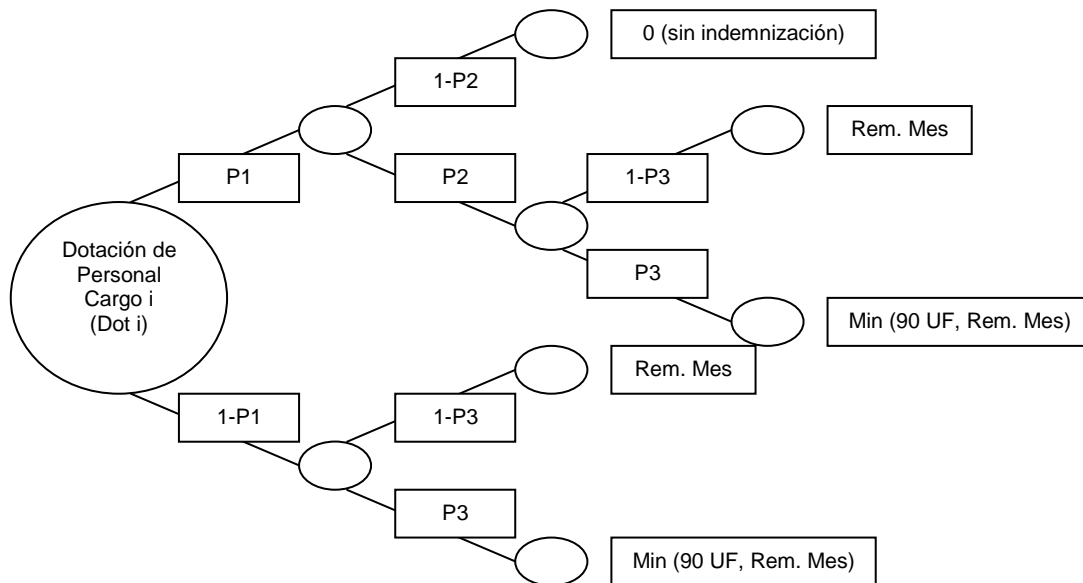 0 (sin indemnización)
1-P2
Rem. Mes
P1
P2
1-P3
Dotación de
Personal
Cargo i
(Dot i)
P3
Min (90 UF, Rem. Mes)
Rem. Mes
1-P1
1-P3
P3
Min (90 UF, Rem. Mes)